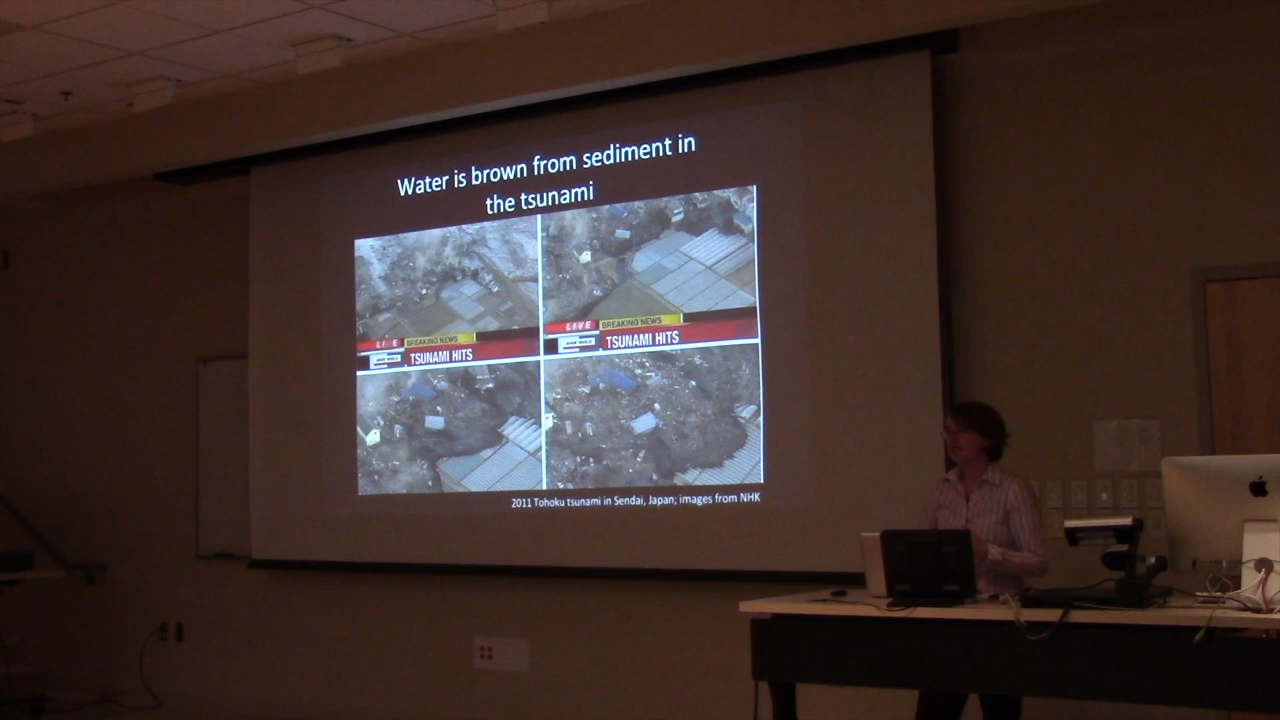 Water is brown from sediment in
the tsunami
LIVE BREAKING NEWS
TSUNAMI HITS
LIVE BREAKING NEWS
TSUNAMI HITS
2011 Tohoku tsunami in Sendai, Japan; images from NHK